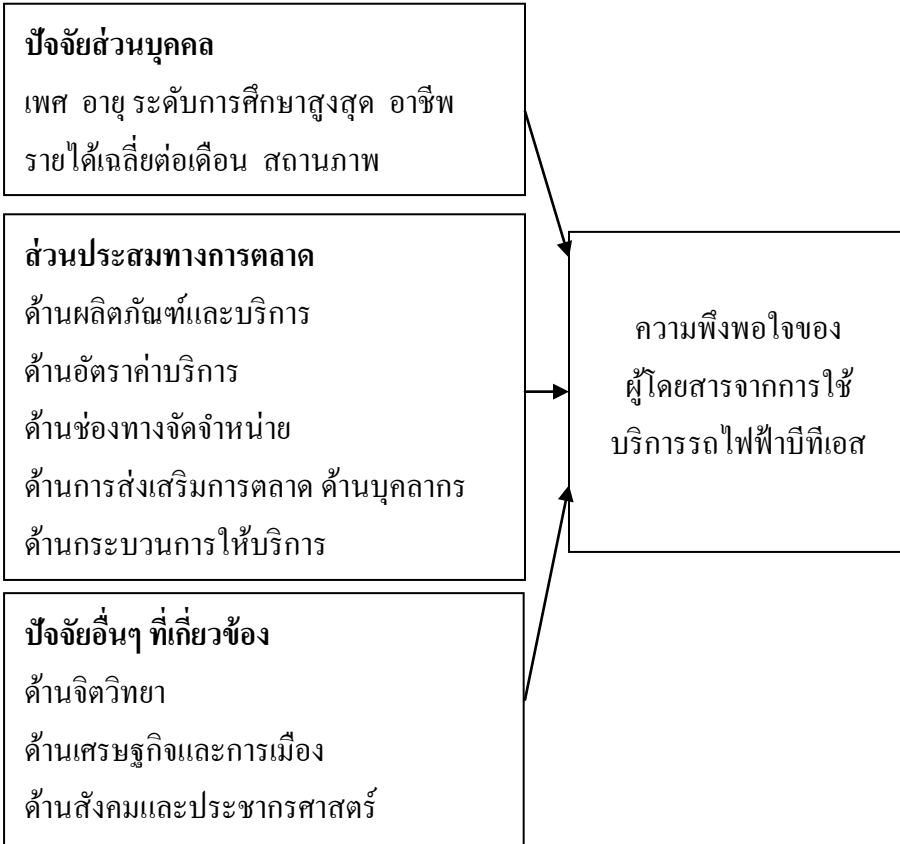 ปัจจัยส่วนบุคคล
เพศ อายุ ระดับการศึกษาสูงสุด อาชีพ
รายได้เฉลี่ยต่อเดือน สถานภาพ
ส่วนประสมทางการตลาด
ด้านผลิตภัณฑ์และบริการ
ด้านอัตราค่าบริการ
ด้านช่องทางจัดจำหน่าย
ด้านการส่งเสริมการตลาด ด้านบุคลากร
ด้านกระบวนการให้บริการ
ปัจจัยอื่นๆ ที่เกี่ยวข้อง
ด้านจิตวิทยา
ด้านเศรษฐกิจและการเมือง
ด้านสังคมและประชากรศาสตร์
ความพึงพอใจของ
ผู้โดยสารจากการใช้
บริการรถไฟฟ้าบีทีเอส